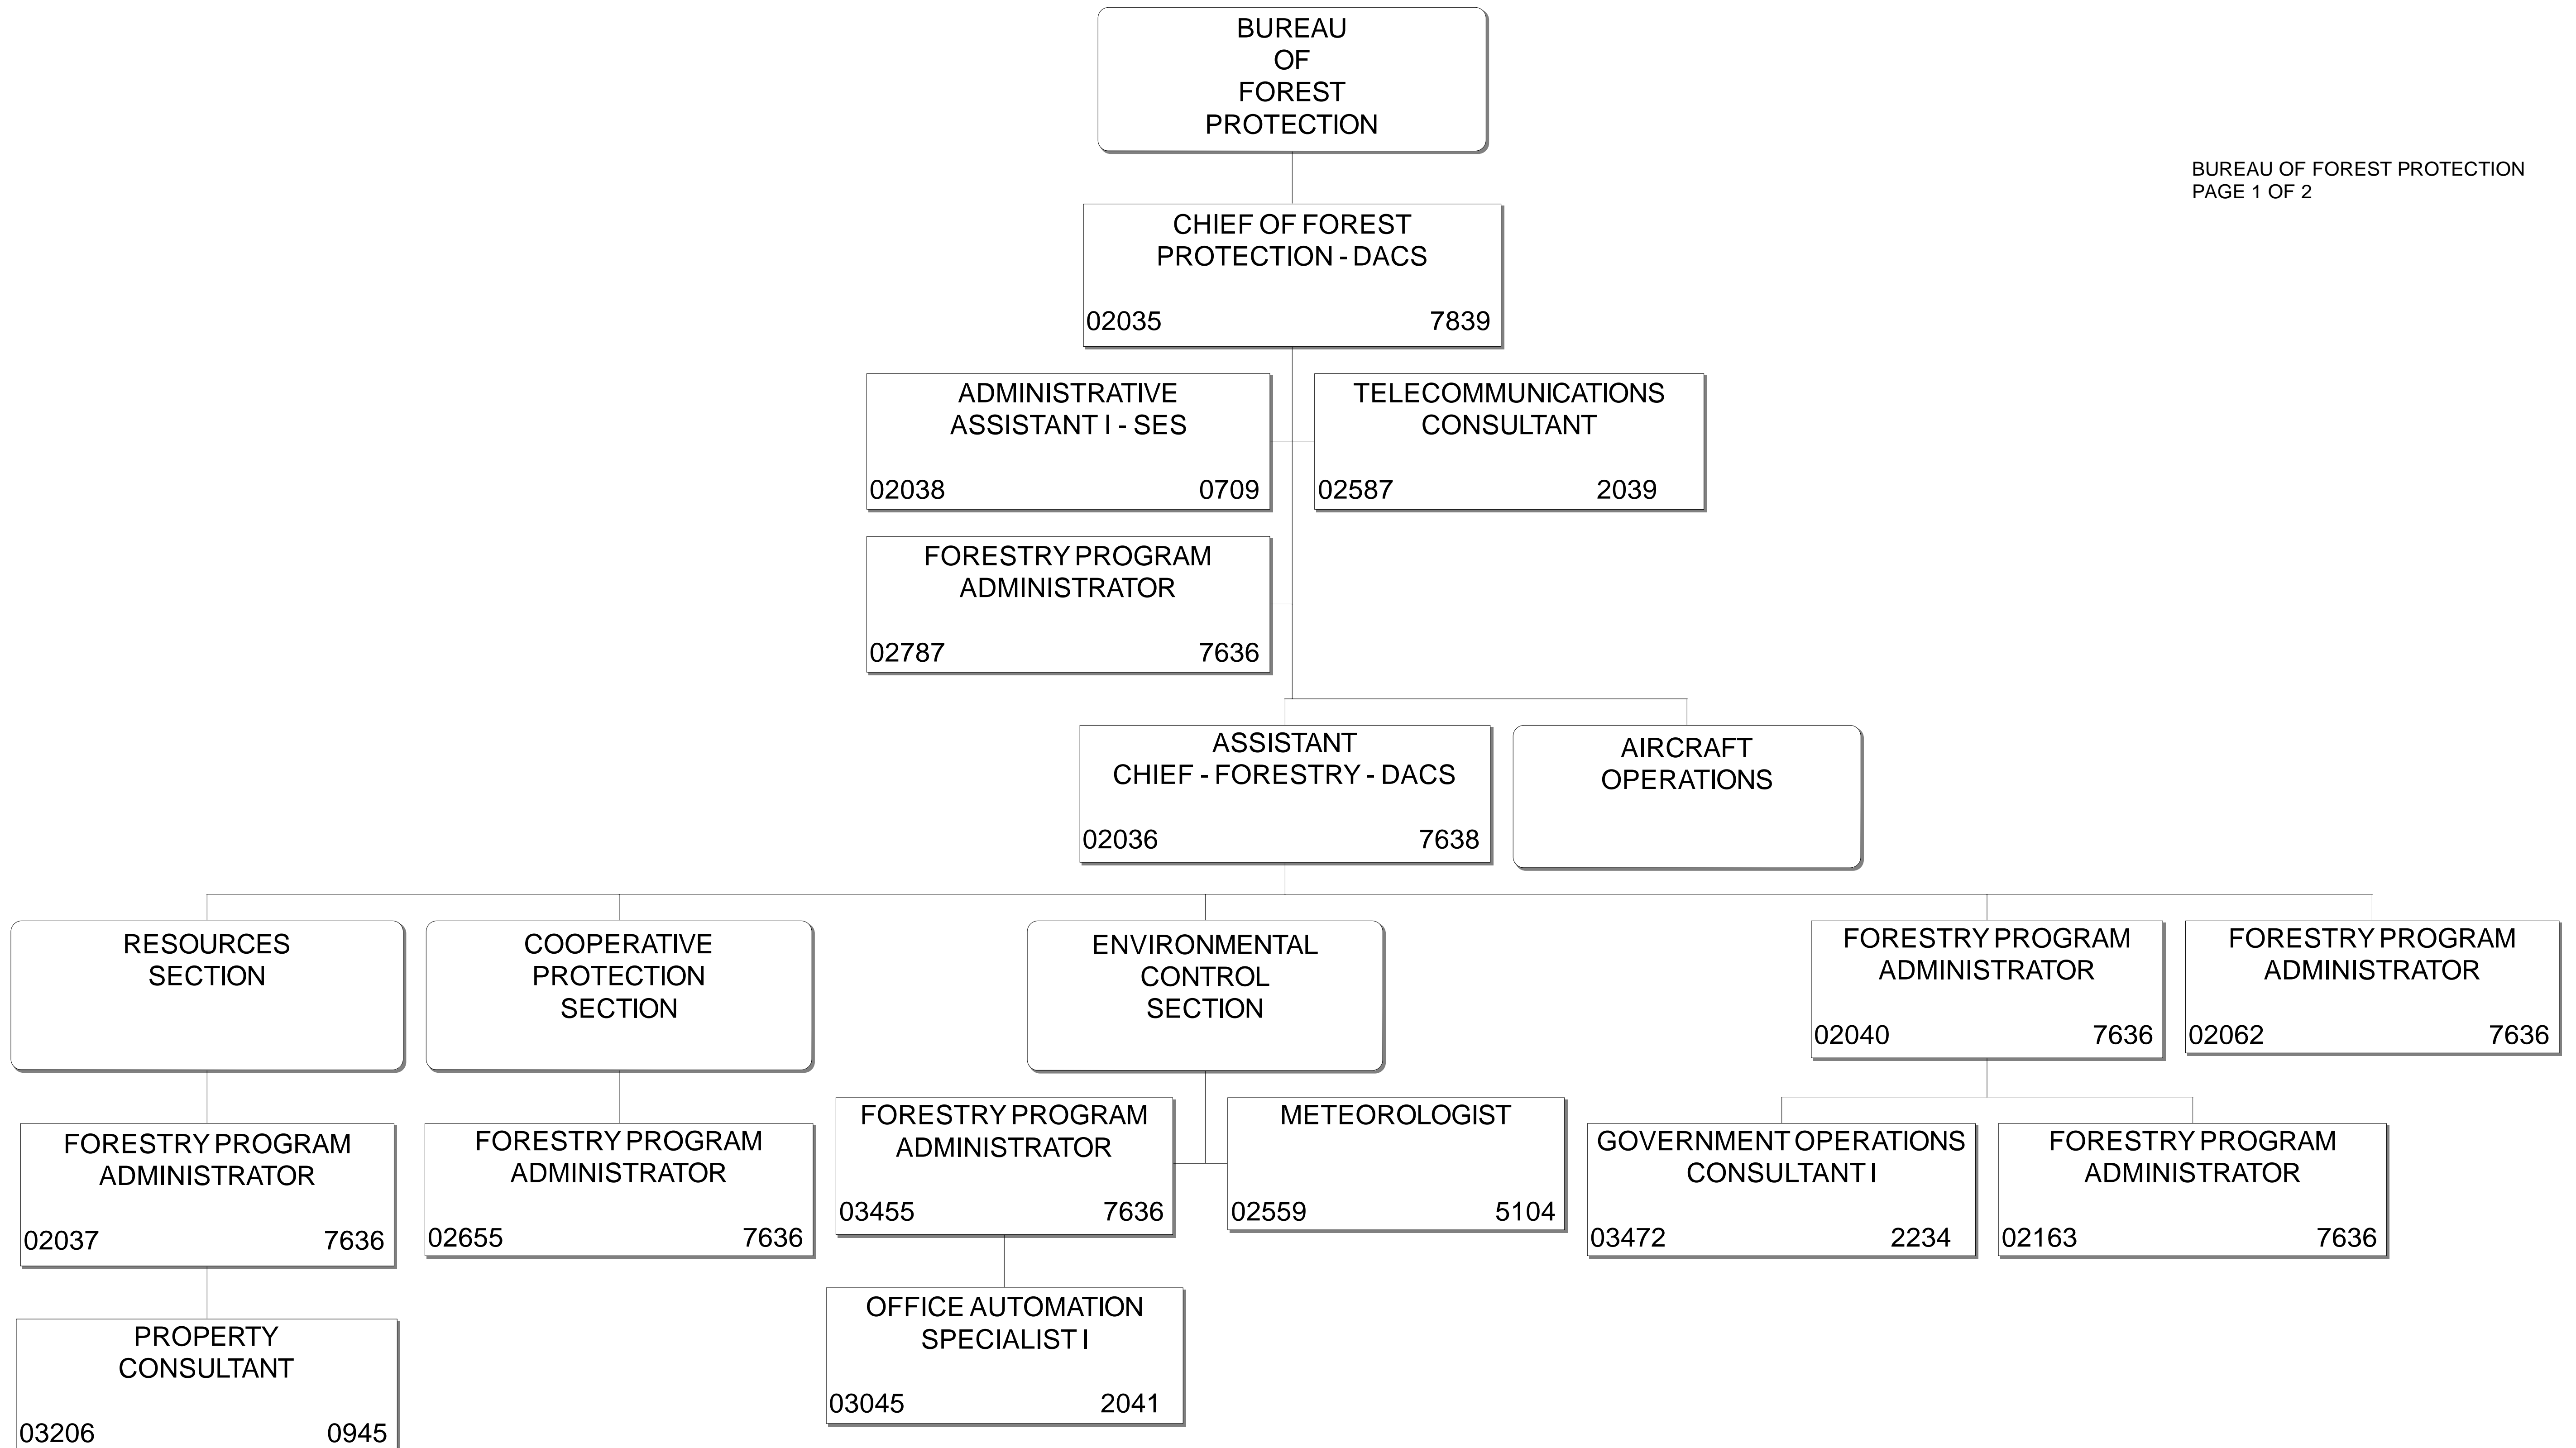 BUREAU
OF
FOREST
PROTECTION
BUREAU OF FOREST PROTECTION
PAGE 1 OF 2
CHIEF OF FOREST
PROTECTION - DACS
02035 7839
ADMINISTRATIVE
ASSISTANT I - SES
02038 0709
TELECOMMUNICATIONS
CONSULTANT
02587 2039
FORESTRY PROGRAM
ADMINISTRATOR
02787 7636
ASSISTANT
CHIEF - FORESTRY - DACS
02036 7638
AIRCRAFT
OPERATIONS
RESOURCES
SECTION
COOPERATIVE
PROTECTION
SECTION
ENVIRONMENTAL
CONTROL
SECTION
FORESTRY PROGRAM
ADMINISTRATOR
02040 7636
FORESTRY PROGRAM
ADMINISTRATOR
02062 7636
FORESTRY PROGRAM
ADMINISTRATOR
02037 7636
FORESTRY PROGRAM
ADMINISTRATOR
02655 7636
FORESTRY PROGRAM
ADMINISTRATOR
03455 7636
METEOROLOGIST
02559 5104
GOVERNMENT OPERATIONS
CONSULTANT I
03472 2234
FORESTRY PROGRAM
ADMINISTRATOR
02163 7636
PROPERTY
CONSULTANT
03206 0945
OFFICE AUTOMATION
SPECIALIST I
03045 2041